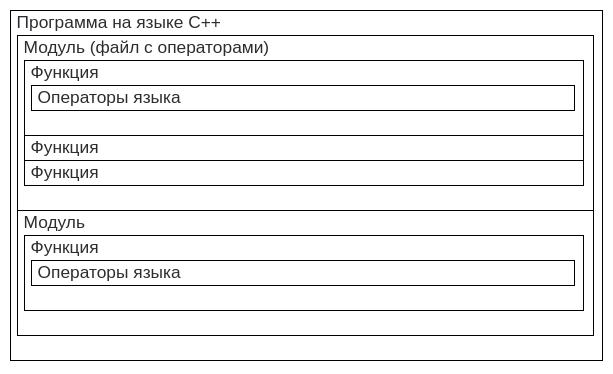 Программа на языке C++
Модуль (файл с операторами)
Функция
Операторы языка
Функция
Функция
Модуль
Функция
Операторы языка